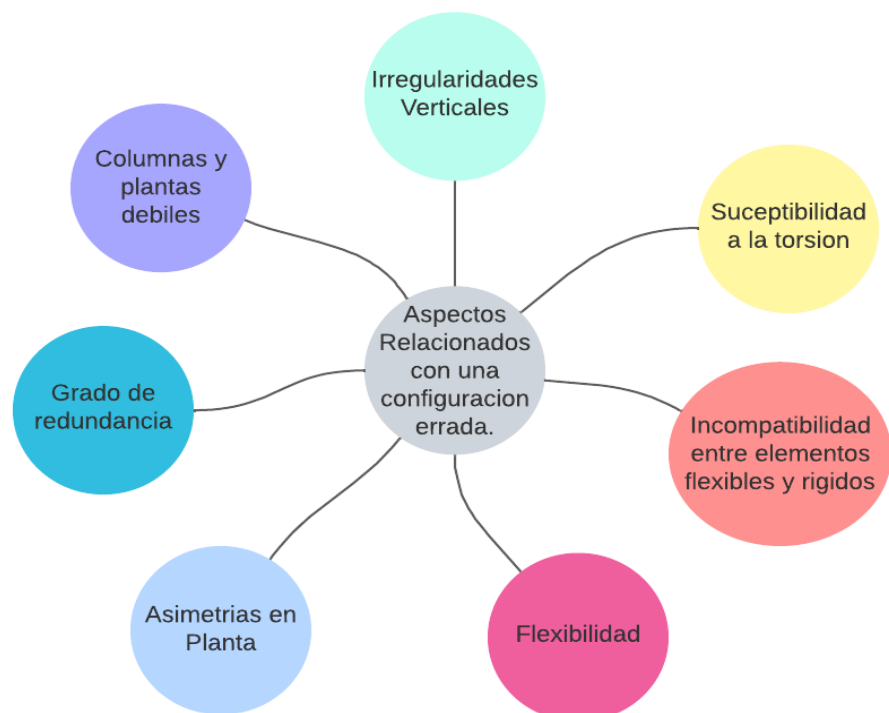 Irregularidades
Verticales
Columnas y
plantas
debiles
Suceptibilidad
a la torsion
Aspectos
Relacionados
con una
configuracion
errada.
Grado de
redundancia
Incompatibilidad
entre elementos
flexibles y rigidos
Asimetrias en
Planta
Flexibilidad